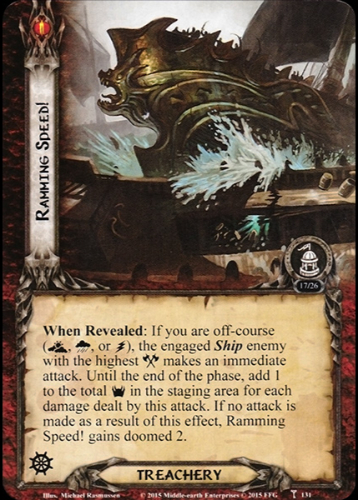 RAMMING SPEED!
17/26
When Revealed: If you are off-course
( , , or ), the engaged Ship enemy
with the highest makes an immediate
attack. Until the end of the phase, add 1
to the total in the staging area for each
damage dealt by this attack. If no attack is
made as a result of this effect, Ramming
Speed! gains doomed 2.
TREACHERY
Illus. Michael Rasmussen © 2015 Middle-earth Enterprises © 2015 FFG 131